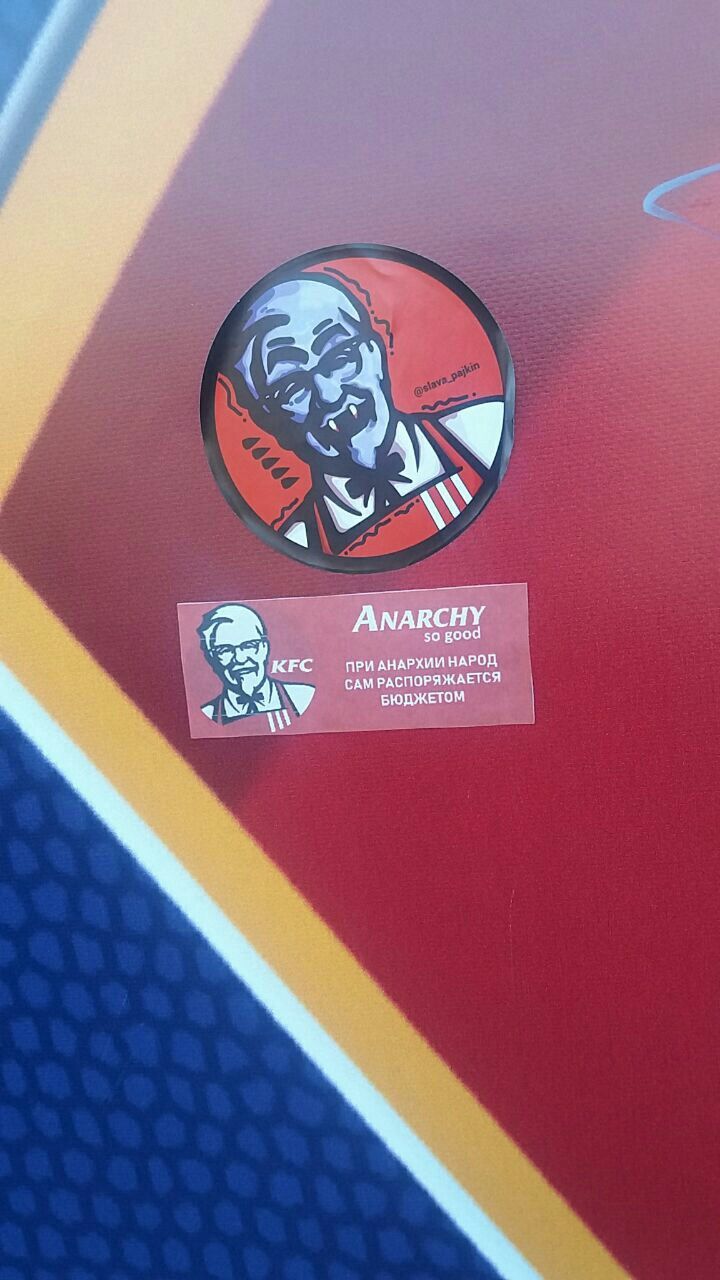 @slava_pajkin
KFC
ANARCHY
so good
ПРИ АНАРХИИ НАРОД
САМ РАСПОРЯЖАЕТСЯ
БЮДЖЕТОМ